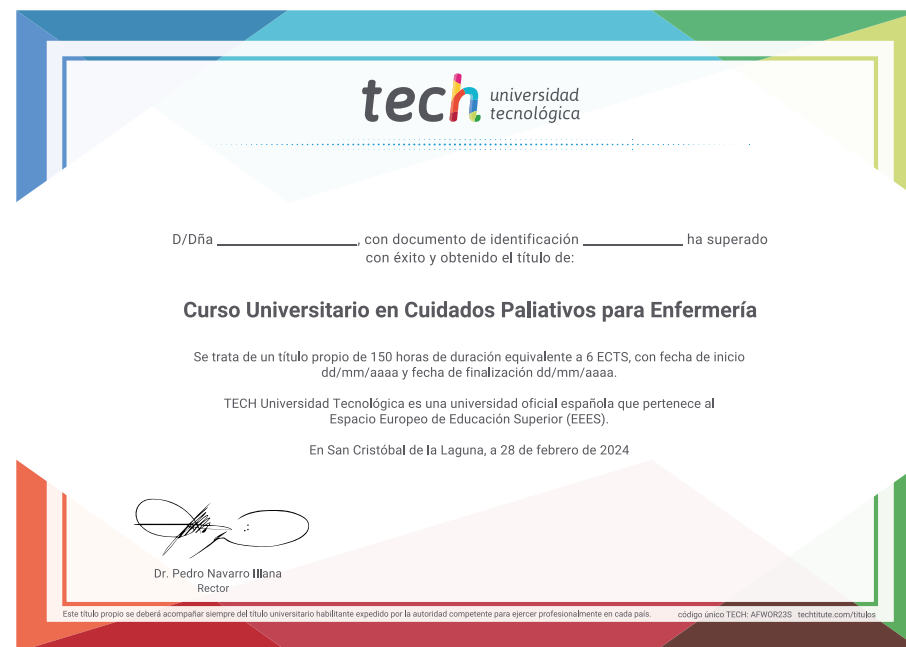 tech universidad
tecnológica
D/Dña ____________________, con documento de identificación ______________ ha superado
con éxito y obtenido el título de:
Curso Universitario en Cuidados Paliativos para Enfermería
Se trata de un título propio de 150 horas de duración equivalente a 6 ECTS, con fecha de inicio
dd/mm/aaaa y fecha de finalización dd/mm/aaaa.
TECH Universidad Tecnológica es una universidad oficial española que pertenece al
Espacio Europeo de Educación Superior (EEES).
En San Cristóbal de la Laguna, a 28 de febrero de 2024
Dr. Pedro Navarro Illana
Rector
Este título propio se deberá acompañar siempre del título universitario habilitante expedido por la autoridad competente para ejercer profesionalmente en cada país. código único TECH: AFWOR23S techtitute.com/titulos